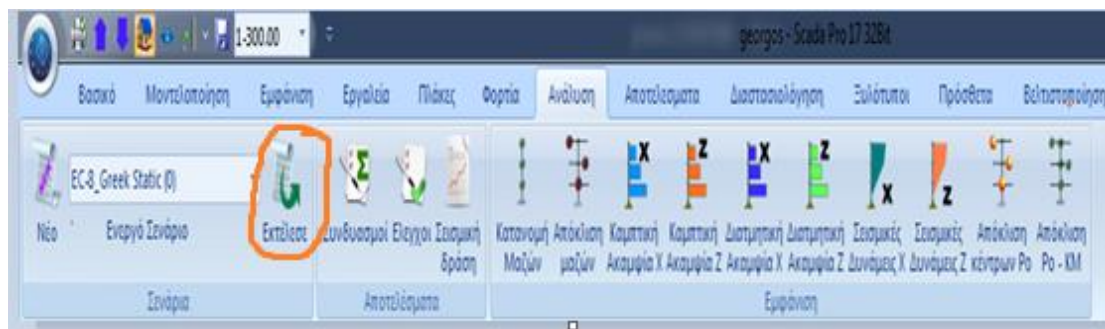 1-300.00
georgos - Scada Pro 17 32Bit
Βασικό Μοντελοποίηση Εμφάνιση Εργαλεία Πλάκες Φορτία Ανάλυση Αποτελέσματα Διαστασιολόγηση Ξυλότυποι Πρόσθετα Βελτιστοποίηση
EC-8_Greek Static (0)
Νέο Ενεργό Σενάριο Εκτέλεσε Συνδυασμοί Έλεγχοι Σεισμική δράση Κατανομή Μαζών Απόκλιση μαζών Καμπτική Ακαμψία X Καμπτική Ακαμψία Z Διατμητική Ακαμψία X Διατμητική Ακαμψία Z Σεισμικές Δυνάμεις X Σεισμικές Δυνάμεις Z Απόκλιση κέντρων Ρο Απόκλιση Ρο - ΚΜ
Σενάρια Αποτελέσματα Εμφάνιση